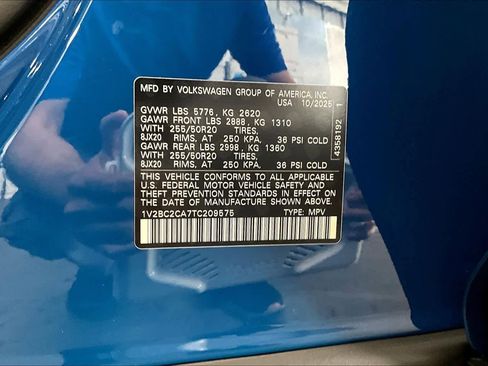 MFD BY VOLKSWAGEN GROUP OF AMERICA, INC.
USA 10/2025
GVWR LBS 5776, KG 2620
GAWR FRONT LBS 2888, KG 1310
WITH 255/50R20 TIRES,
8JX20 RIMS, AT 250 KPA, 36 PSI COLD
GAWR REAR LBS 2998, KG 1360
WITH 255/50R20 TIRES,
8JX20 RIMS, AT 250 KPA, 36 PSI COLD
THIS VEHICLE CONFORMS TO ALL APPLICABLE
U.S. FEDERAL MOTOR VEHICLE SAFETY AND
THEFT PREVENTION STANDARDS IN EFFECT ON
THE DATE OF MANUFACTURE SHOWN ABOVE.
1V2BC2CA7TC209575 TYPE: MPV
4358192 1